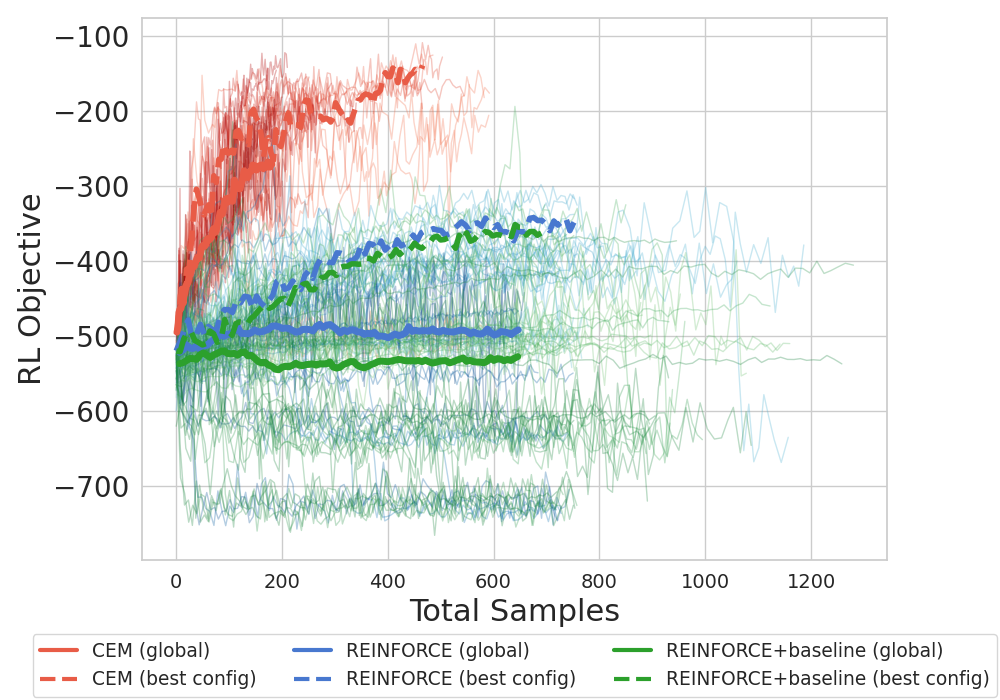 −100
−200
−300
−400
−500
−600
−700
RL Objective
0 200 400 600 800 1000 1200
Total Samples
CEM (global) REINFORCE (global) REINFORCE+baseline (global)
CEM (best config) REINFORCE (best config) REINFORCE+baseline (best config)